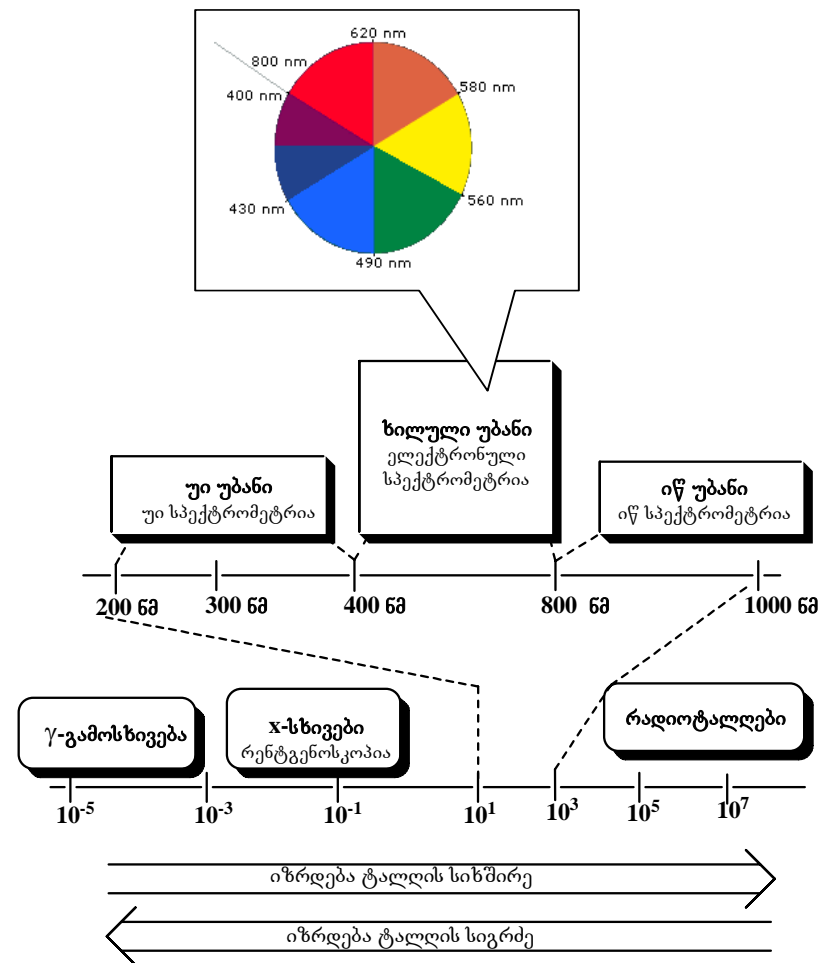 620 nm
800 nm
580 nm
400 nm
430 nm
560 nm
490 nm
ხილული უბანი
ელექტრონული
სპექტრომეტრია
უი უბანი
უი სპექტრომეტრია
იწ უბანი
იწ სპექტრომეტრია
200 ნმ 300 ნმ 400 ნმ 800 ნმ 1000 ნმ
γ-გამოსხივება
x-სხივები
რენტგენოსკოპია
რადიოტალღები
10⁻⁵ 10⁻³ 10⁻¹ 10¹ 10³ 10⁵ 10⁷
იზრდება ტალღის სიხშირე
იზრდება ტალღის სიგრძე